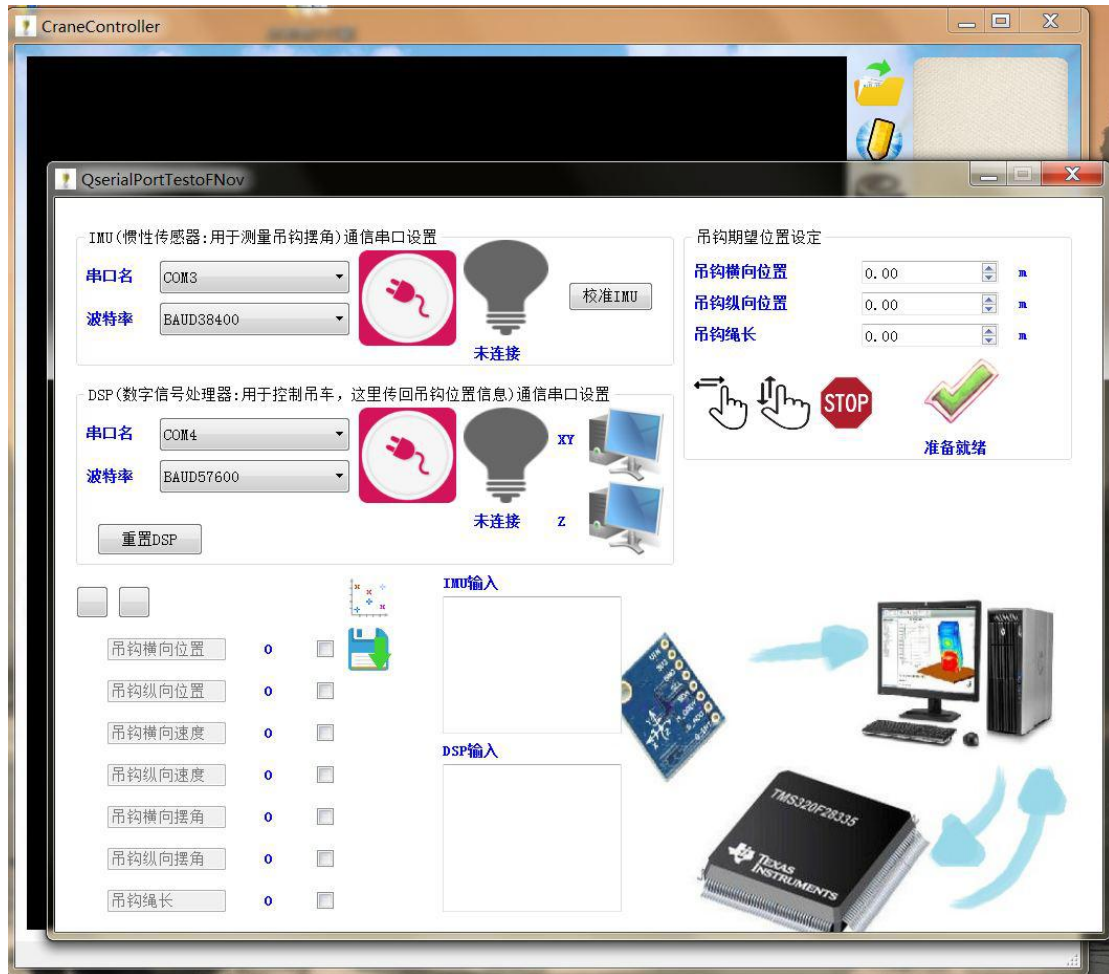 CraneController
QserialPortTestoFNov
IMU(惯性传感器:用于测量吊钩摆角)通信串口设置
串口名
COM3
波特率
BAUD38400
校准IMU
未连接
DSP(数字信号处理器:用于控制吊车，这里传回吊钩位置信息)通信串口设置
串口名
COM4
XY
波特率
BAUD57600
未连接
Z
重置DSP
吊钩期望位置设定
吊钩横向位置
0.00
m
吊钩纵向位置
0.00
m
吊钩绳长
0.00
m
STOP
准备就绪
吊钩横向位置
0
吊钩纵向位置
0
吊钩横向速度
0
吊钩纵向速度
0
吊钩横向摆角
0
吊钩纵向摆角
0
吊钩绳长
0
IMU输入
DSP输入
TMS320F28335
TEXAS
INSTRUMENTS